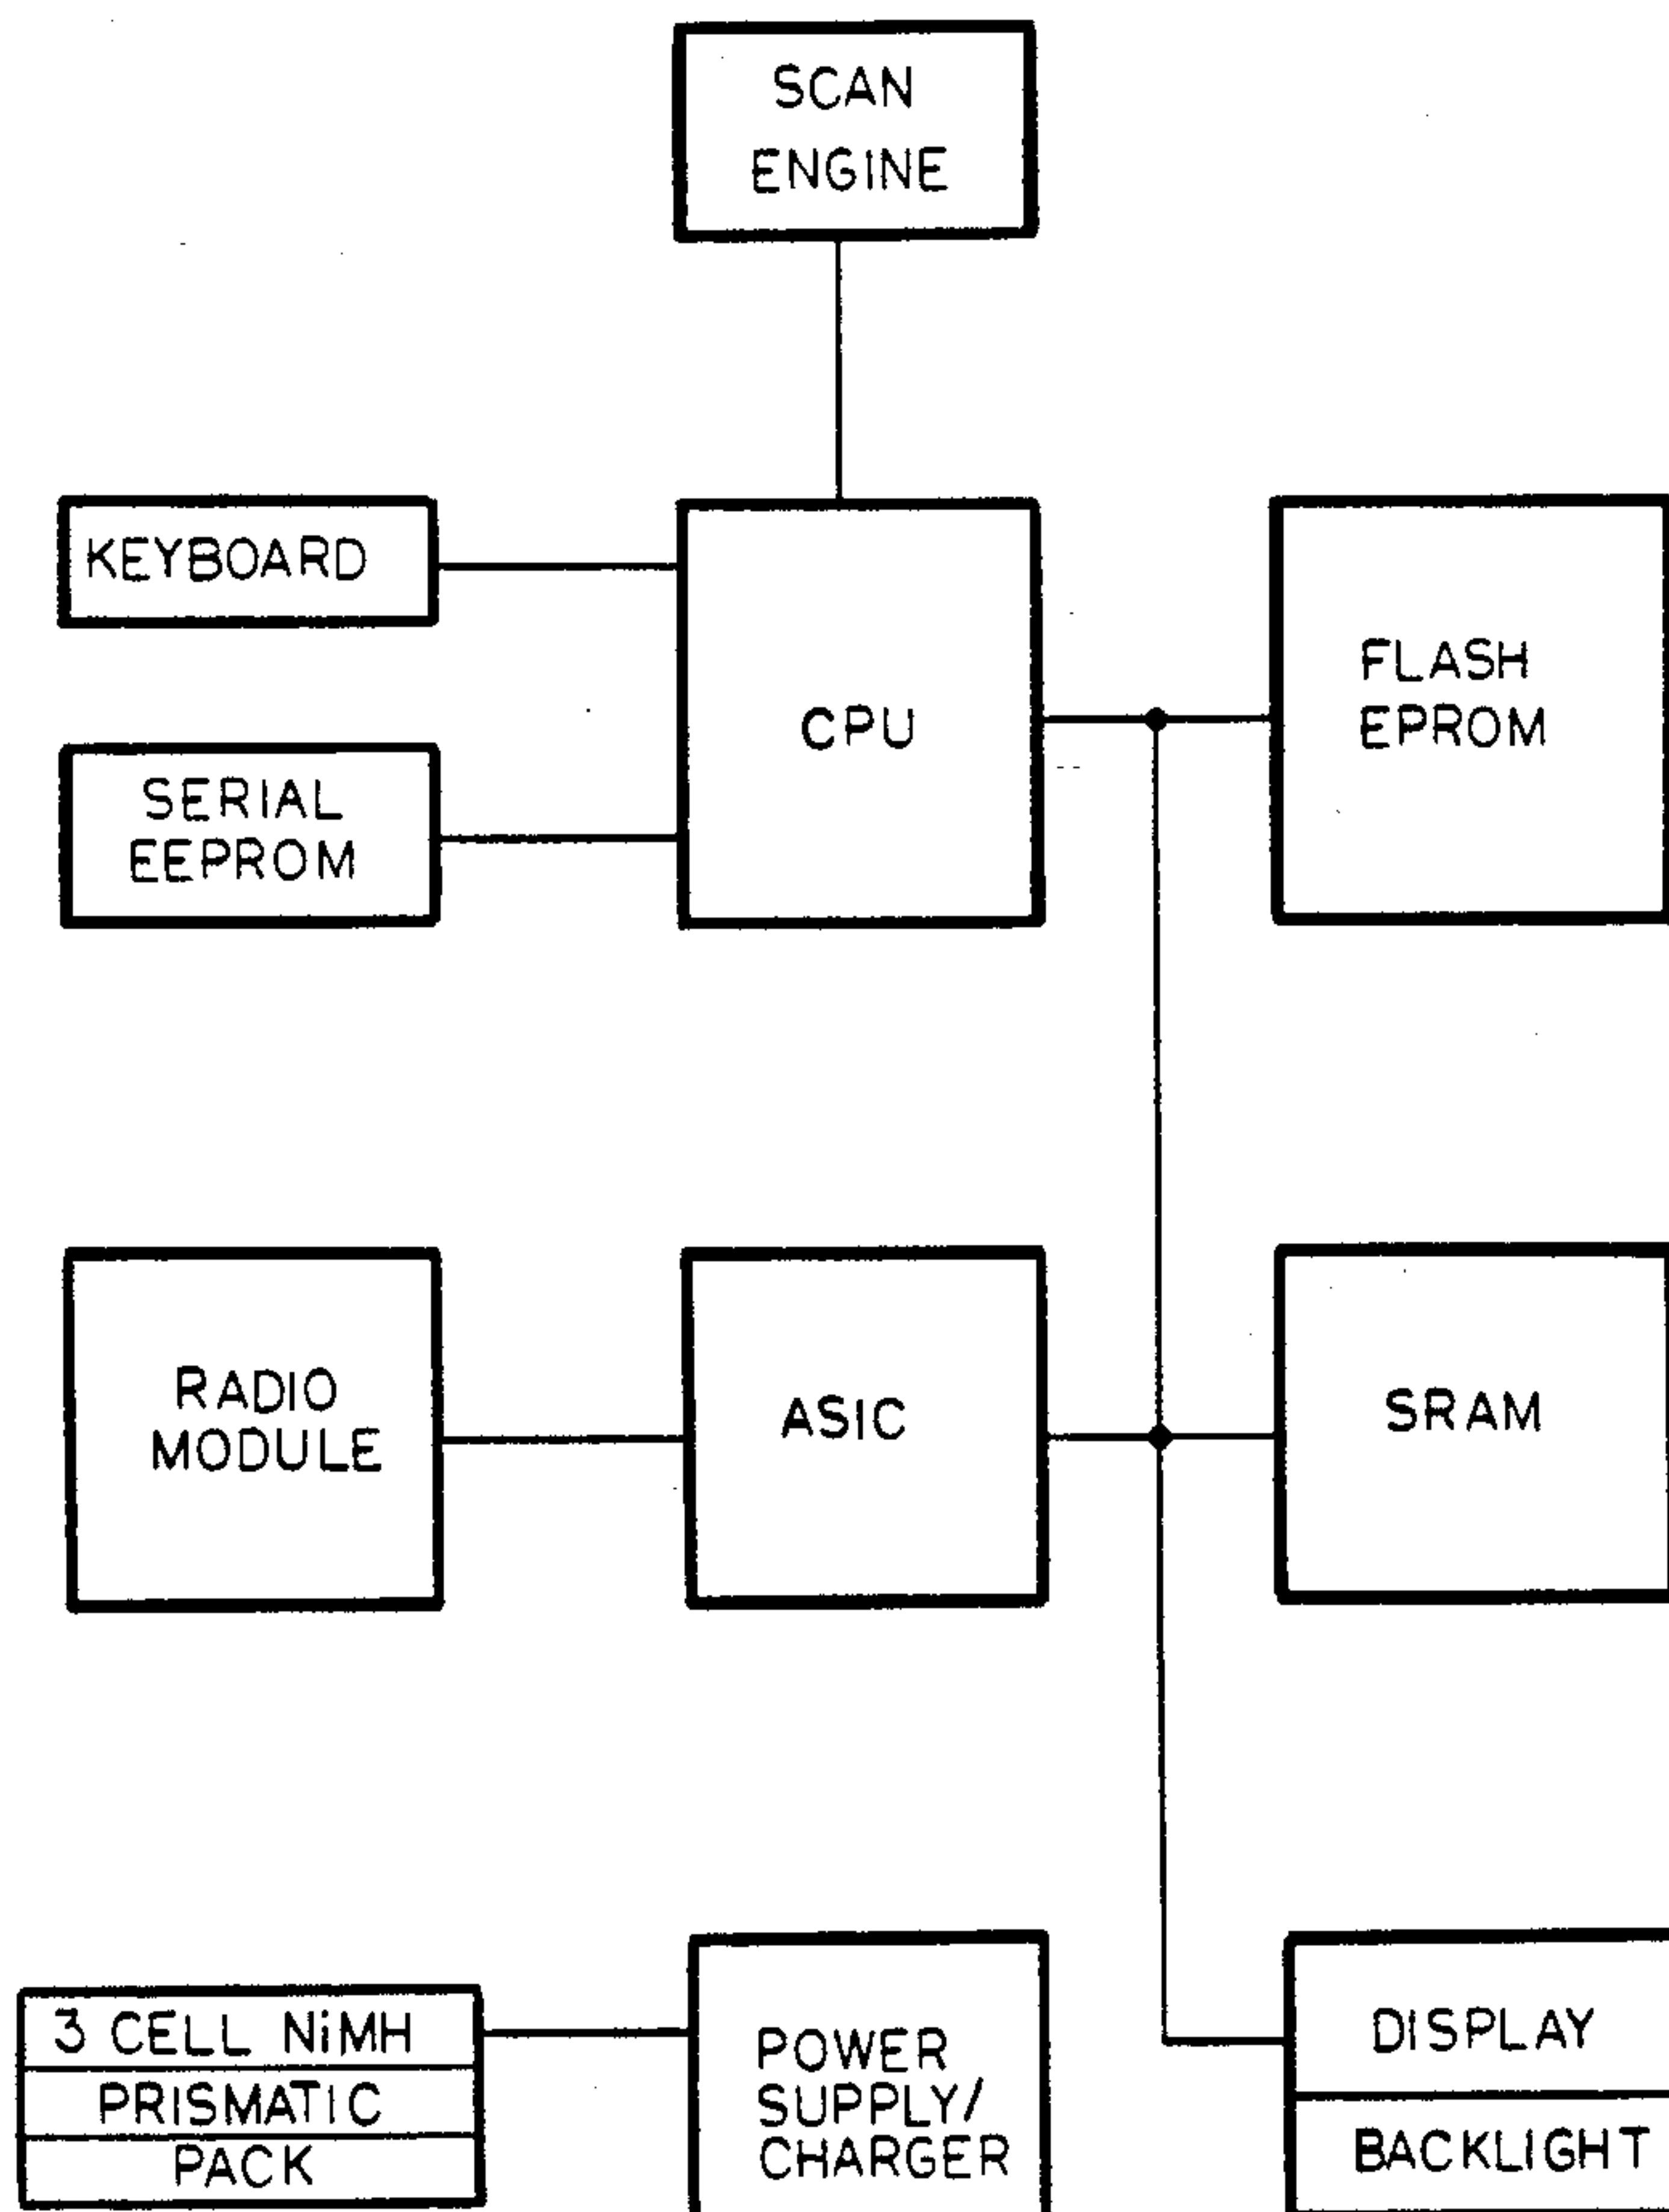 SCAN
ENGINE
KEYBOARD
SERIAL
EEPROM
CPU
FLASH
EPROM
RADIO
MODULE
ASIC
SRAM
3 CELL NiMH
PRISMATIC
PACK
POWER
SUPPLY/
CHARGER
DISPLAY
BACKLIGHT